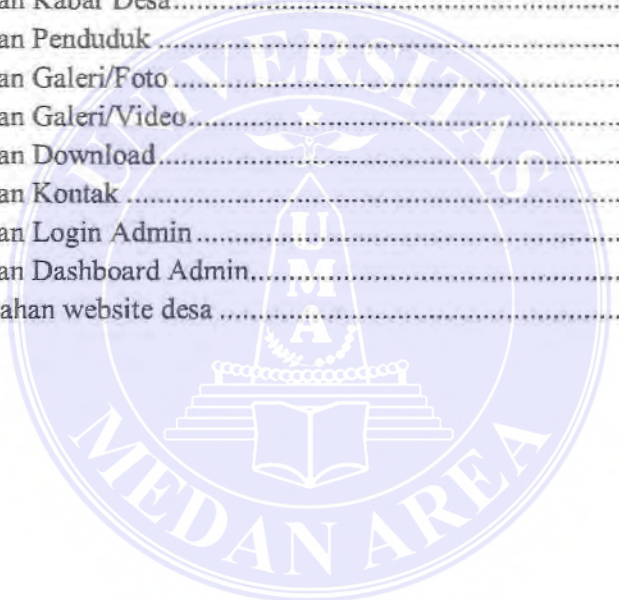 an Kabar Desa........................................................
an Penduduk........................................................
an Galeri/Foto........................................................
an Galeri/Video........................................................
an Download........................................................
an Kontak........................................................
an Login Admin........................................................
an Dashboard Admin........................................................
ahan website desa........................................................
UNIVERSITAS
UMA
MEDAN AREA